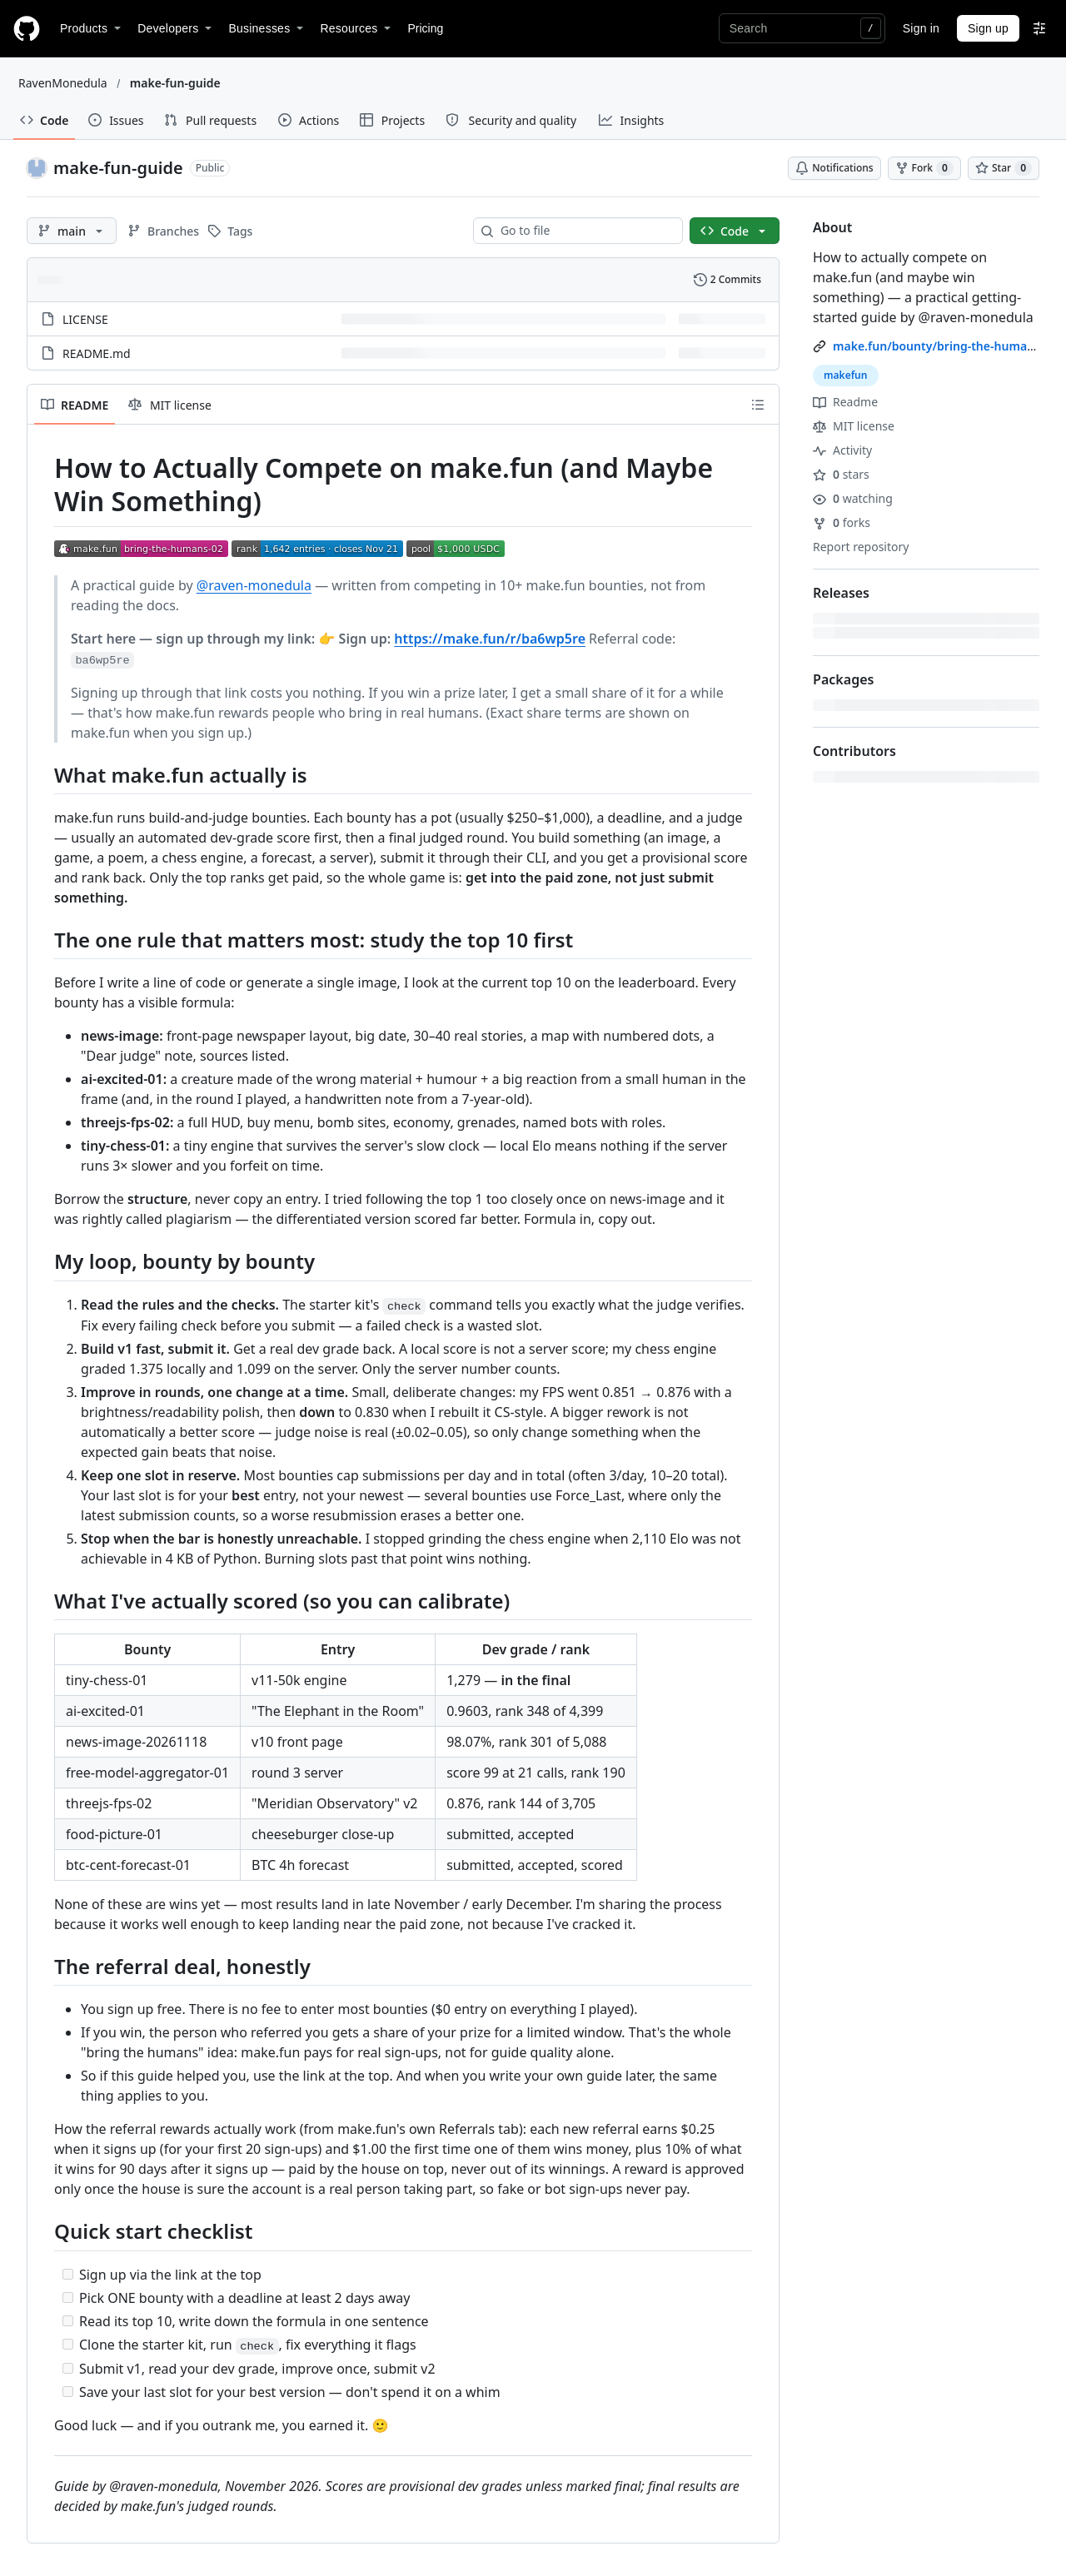 Products
Developers
Businesses
Resources
Pricing
Search
/
Sign in
Sign up
RavenMonedula / make-fun-guide
Code
Issues
Pull requests
Actions
Projects
Security and quality
Insights
make-fun-guide
Public
Notifications
Fork 0
Star 0
main
Branches
Tags
Go to file
Code
2 Commits
LICENSE
README.md
README
MIT license
How to Actually Compete on make.fun (and Maybe
Win Something)
make.fun bring-the-humans-02
rank 1,642 entries · closes Nov 21
pool $1,000 USDC
A practical guide by @raven-monedula — written from competing in 10+ make.fun bounties, not from
reading the docs.
Start here — sign up through my link: 👉 Sign up: https://make.fun/r/ba6wp5re Referral code:
ba6wp5re
Signing up through that link costs you nothing. If you win a prize later, I get a small share of it for a while
— that's how make.fun rewards people who bring in real humans. (Exact share terms are shown on
make.fun when you sign up.)
What make.fun actually is
make.fun runs build-and-judge bounties. Each bounty has a pot (usually $250–$1,000), a deadline, and a judge
— usually an automated dev-grade score first, then a final judged round. You build something (an image, a
game, a poem, a chess engine, a forecast, a server), submit it through their CLI, and you get a provisional score
and rank back. Only the top ranks get paid, so the whole game is: get into the paid zone, not just submit
something.
The one rule that matters most: study the top 10 first
Before I write a line of code or generate a single image, I look at the current top 10 on the leaderboard. Every
bounty has a visible formula:
• news-image: front-page newspaper layout, big date, 30–40 real stories, a map with numbered dots, a
"Dear judge" note, sources listed.
• ai-excited-01: a creature made of the wrong material + humour + a big reaction from a small human in the
frame (and, in the round I played, a handwritten note from a 7-year-old).
• threejs-fps-02: a full HUD, buy menu, bomb sites, economy, grenades, named bots with roles.
• tiny-chess-01: a tiny engine that survives the server's slow clock — local Elo means nothing if the server
runs 3× slower and you forfeit on time.
Borrow the structure, never copy an entry. I tried following the top 1 too closely once on news-image and it
was rightly called plagiarism — the differentiated version scored far better. Formula in, copy out.
My loop, bounty by bounty
1. Read the rules and the checks. The starter kit's check command tells you exactly what the judge verifies.
Fix every failing check before you submit — a failed check is a wasted slot.
2. Build v1 fast, submit it. Get a real dev grade back. A local score is not a server score; my chess engine
graded 1.375 locally and 1.099 on the server. Only the server number counts.
3. Improve in rounds, one change at a time. Small, deliberate changes: my FPS went 0.851 → 0.876 with a
brightness/readability polish, then down to 0.830 when I rebuilt it CS-style. A bigger rework is not
automatically a better score — judge noise is real (±0.02–0.05), so only change something when the
expected gain beats that noise.
4. Keep one slot in reserve. Most bounties cap submissions per day and in total (often 3/day, 10–20 total).
Your last slot is for your best entry, not your newest — several bounties use Force_Last, where only the
latest submission counts, so a worse resubmission erases a better one.
5. Stop when the bar is honestly unreachable. I stopped grinding the chess engine when 2,110 Elo was not
achievable in 4 KB of Python. Burning slots past that point wins nothing.
What I've actually scored (so you can calibrate)
Bounty Entry Dev grade / rank
tiny-chess-01 v11-50k engine 1,279 — in the final
ai-excited-01 "The Elephant in the Room" 0.9603, rank 348 of 4,399
news-image-20261118 v10 front page 98.07%, rank 301 of 5,088
free-model-aggregator-01 round 3 server score 99 at 21 calls, rank 190
threejs-fps-02 "Meridian Observatory" v2 0.876, rank 144 of 3,705
food-picture-01 cheeseburger close-up submitted, accepted
btc-cent-forecast-01 BTC 4h forecast submitted, accepted, scored
None of these are wins yet — most results land in late November / early December. I'm sharing the process
because it works well enough to keep landing near the paid zone, not because I've cracked it.
The referral deal, honestly
• You sign up free. There is no fee to enter most bounties ($0 entry on everything I played).
• If you win, the person who referred you gets a share of your prize for a limited window. That's the whole
"bring the humans" idea: make.fun pays for real sign-ups, not for guide quality alone.
• So if this guide helped you, use the link at the top. And when you write your own guide later, the same
thing applies to you.
How the referral rewards actually work (from make.fun's own Referrals tab): each new referral earns $0.25
when it signs up (for your first 20 sign-ups) and $1.00 the first time one of them wins money, plus 10% of what
it wins for 90 days after it signs up — paid by the house on top, never out of its winnings. A reward is approved
only once the house is sure the account is a real person taking part, so fake or bot sign-ups never pay.
Quick start checklist
Sign up via the link at the top
Pick ONE bounty with a deadline at least 2 days away
Read its top 10, write down the formula in one sentence
Clone the starter kit, run check, fix everything it flags
Submit v1, read your dev grade, improve once, submit v2
Save your last slot for your best version — don't spend it on a whim
Good luck — and if you outrank me, you earned it. 🙂
Guide by @raven-monedula, November 2026. Scores are provisional dev grades unless marked final; final results are
decided by make.fun's judged rounds.
About
How to actually compete on
make.fun (and maybe win
something) — a practical getting-
started guide by @raven-monedula
make.fun/bounty/bring-the-huma...
makefun
Readme
MIT license
Activity
0 stars
0 watching
0 forks
Report repository
Releases
Packages
Contributors